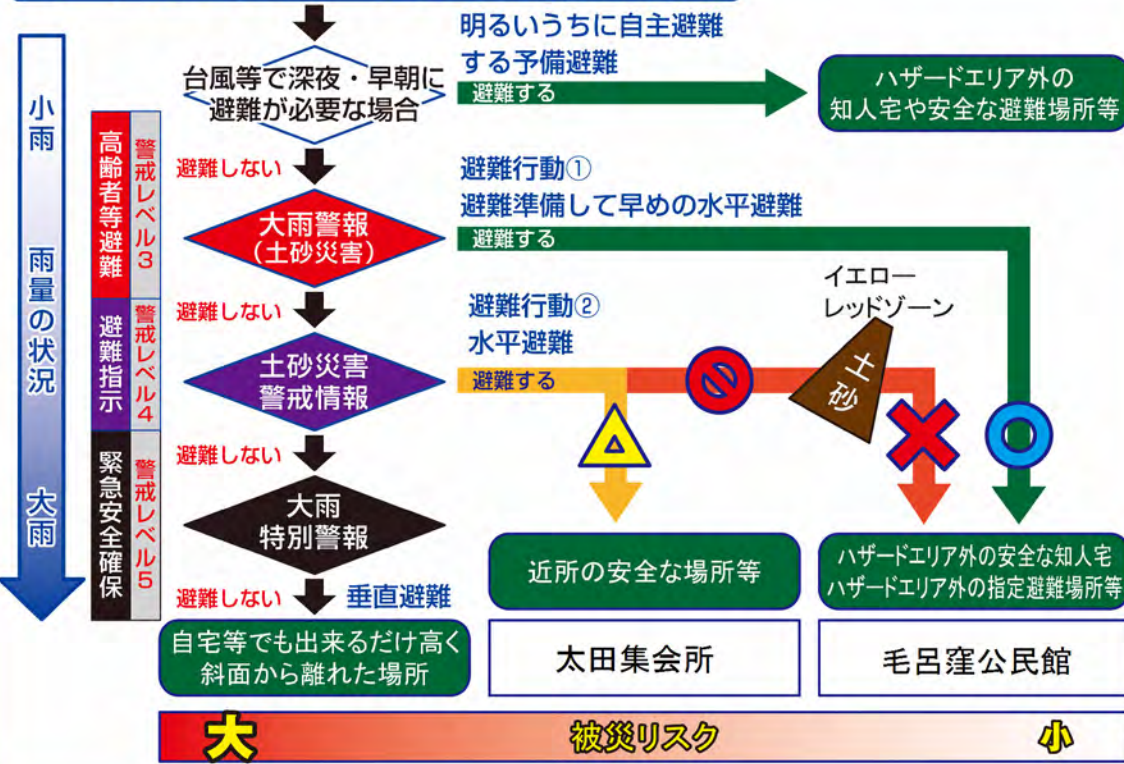 明るいうちに自主避難
する予備避難
台風等で深夜・早朝に
避難が必要な場合
避難する
ハザードエリア外の
知人宅や安全な避難場所等
小雨
雨量の状況
大雨
高齢者等避難
警戒レベル3
避難しない
避難行動①
避難準備して早めの水平避難
大雨警報
(土砂災害)
避難する
イエロー
レッドゾーン
避難指示
警戒レベル4
避難しない
避難行動②
水平避難
土砂災害
警戒情報
避難する
土砂
緊急安全確保
警戒レベル5
避難しない
大雨
特別警報
近所の安全な場所等
ハザードエリア外の安全な知人宅
ハザードエリア外の指定避難場所等
避難しない
垂直避難
自宅等でも出来るだけ高く
斜面から離れた場所
太田集会所
毛呂窪公民館
大
被災リスク
小